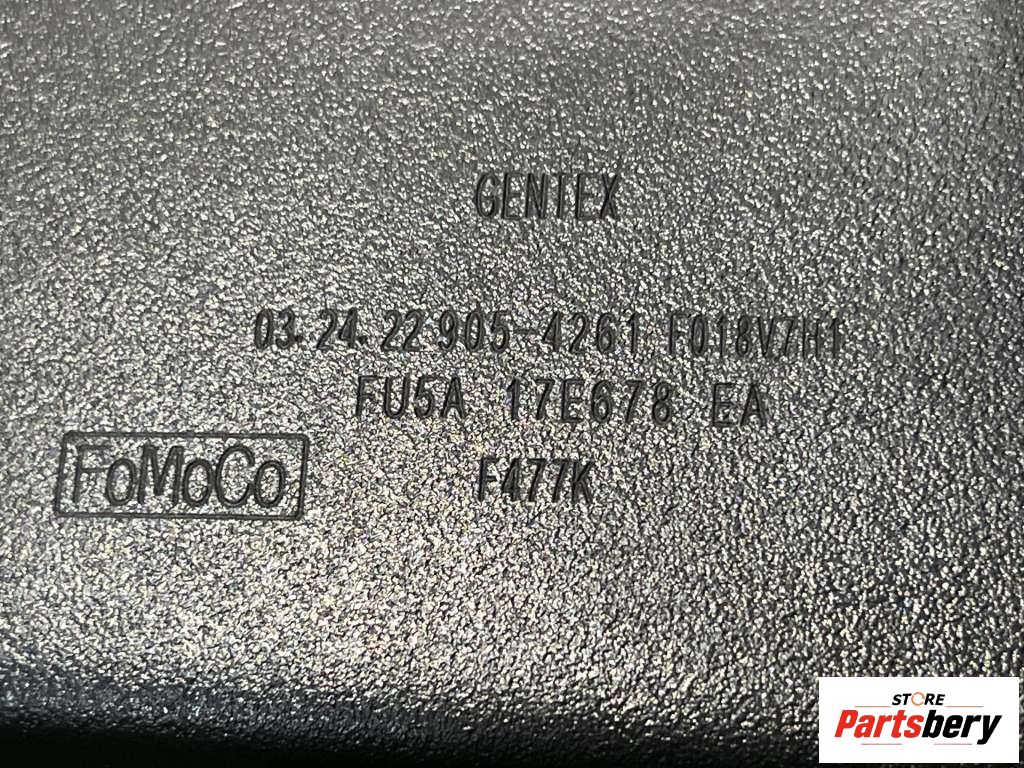 GENTEX
03.24.22 905-4261 F018V7H1
FU5A 17E678 EA
FoMoCo F477K
STORE
Partsbery